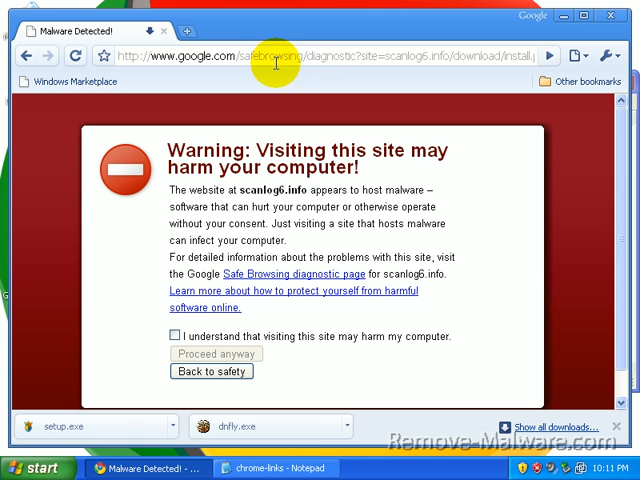 Google
Malware Detected!
http://www.google.com/safebrowsing/diagnostic?site=scanlog6.info/download/install.
Windows Marketplace
Other bookmarks
Warning: Visiting this site may
harm your computer!
The website at scanlog6.info appears to host malware –
software that can hurt your computer or otherwise operate
without your consent. Just visiting a site that hosts malware
can infect your computer.
For detailed information about the problems with this site, visit
the Google Safe Browsing diagnostic page for scanlog6.info.
Learn more about how to protect yourself from harmful
software online.
I understand that visiting this site may harm my computer.
Proceed anyway
Back to safety
setup.exe
dnfly.exe
Show all downloads...
Remove-Malware.com
start
Malware Detected! - ...
chrome-links - Notepad
10:11 PM